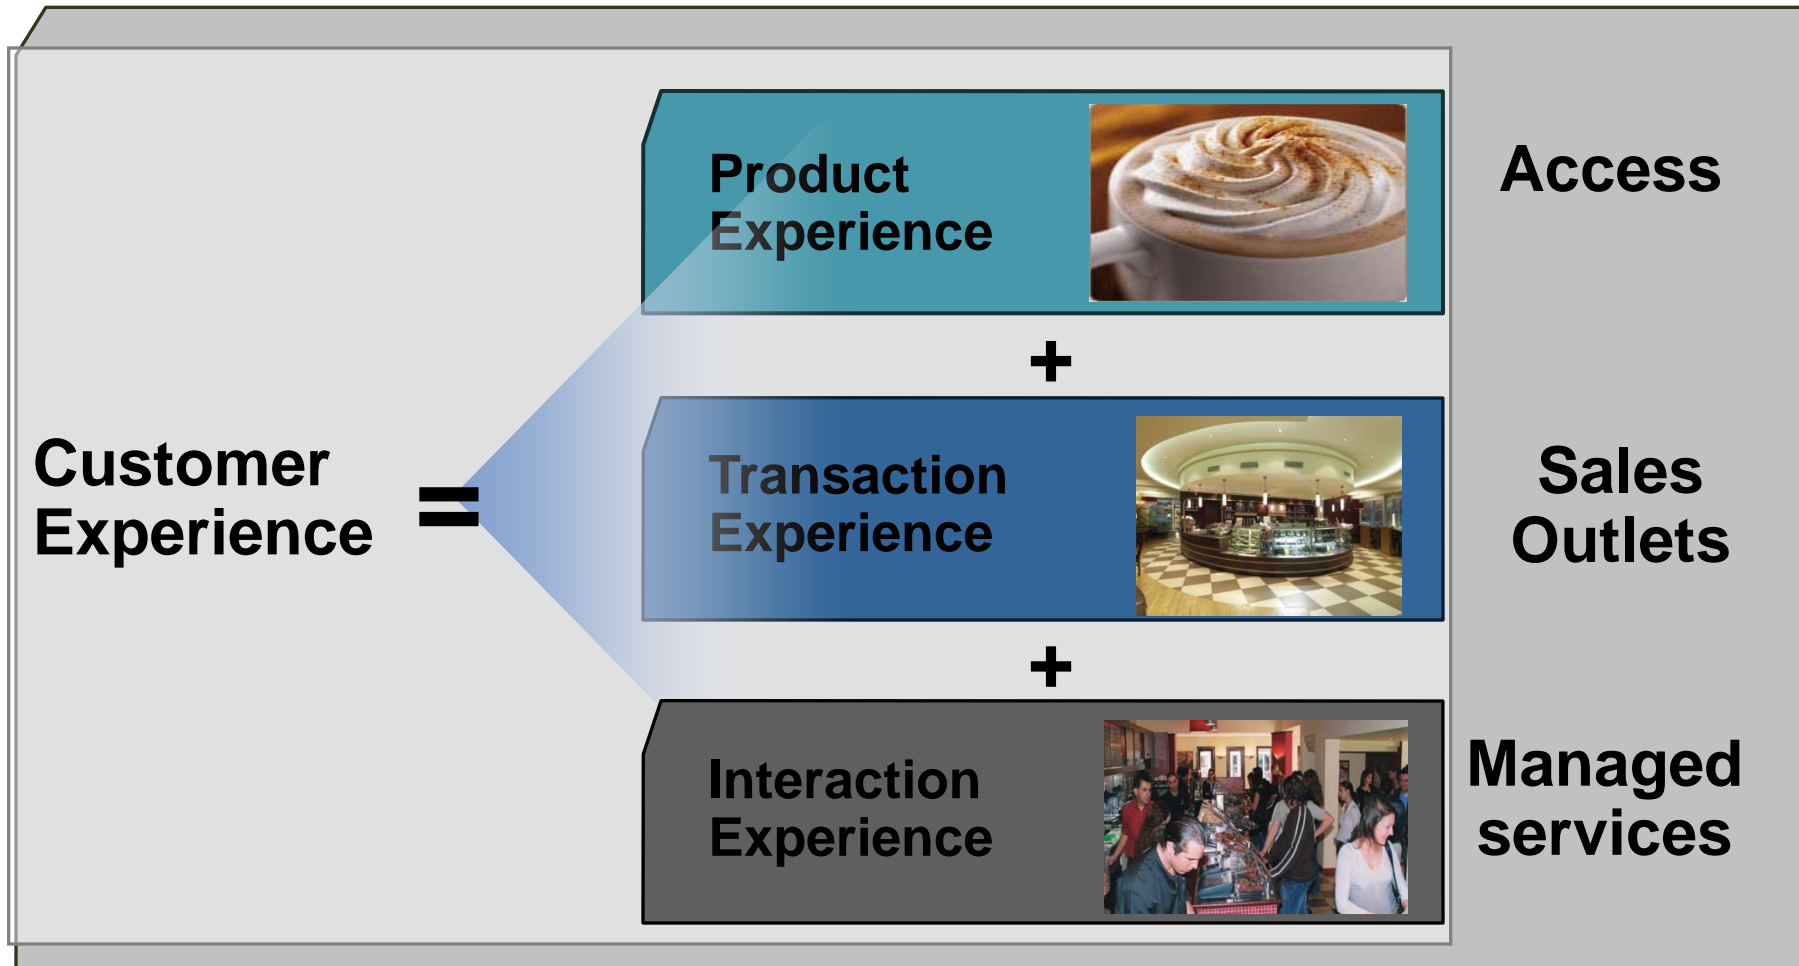 Product
Experience
Access
+
Customer
Experience
=
Transaction
Experience
Sales
Outlets
+
Interaction
Experience
Managed
services